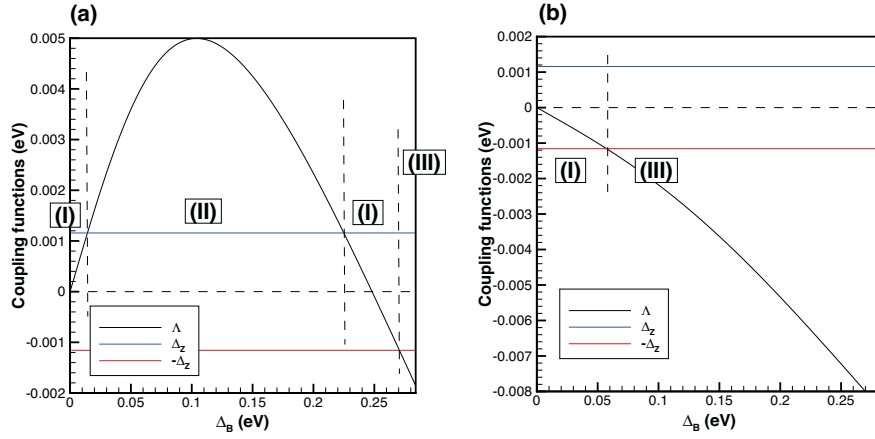 (a)
Coupling functions (eV)
0.005
0.004
0.003
0.002
0.001
0
-0.001
-0.002
(I)
(II)
(I)
(III)
Λ
Δz
-Δz
0
0.05
0.1
0.15
0.2
0.25
ΔB (eV)
(b)
Coupling functions (eV)
0.002
0.001
0
-0.001
-0.002
-0.003
-0.004
-0.005
-0.006
-0.007
-0.008
(I)
(III)
Λ
Δz
-Δz
0
0.05
0.1
0.15
0.2
0.25
ΔB (eV)